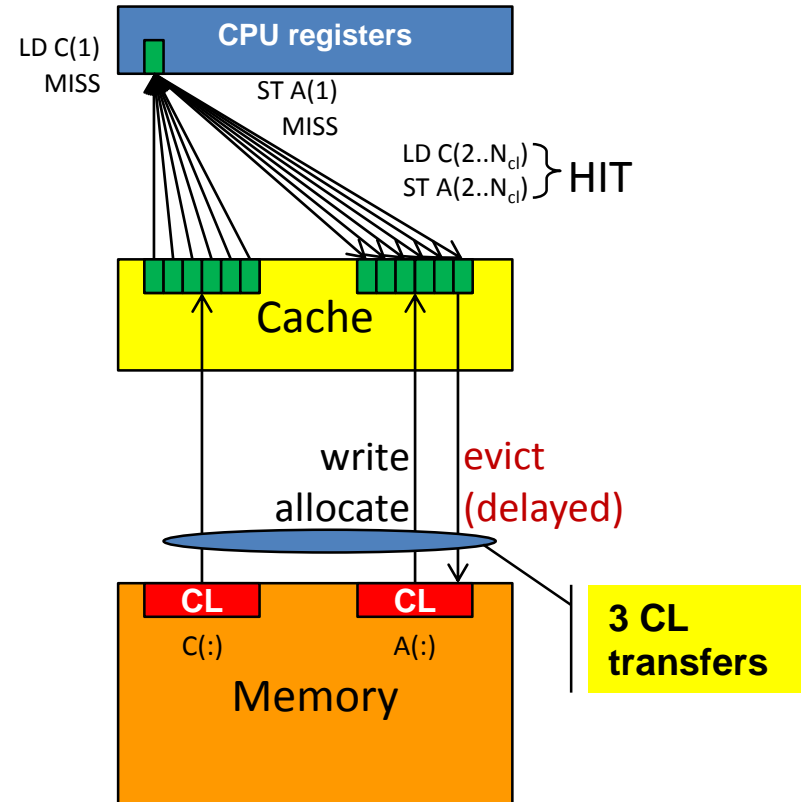 CPU registers
LD C(1)
MISS
ST A(1)
MISS
LD C(2..Ncl)
ST A(2..Ncl)
HIT
Cache
write
allocate
evict
(delayed)
CL
CL
C(:)
A(:)
3 CL
transfers
Memory